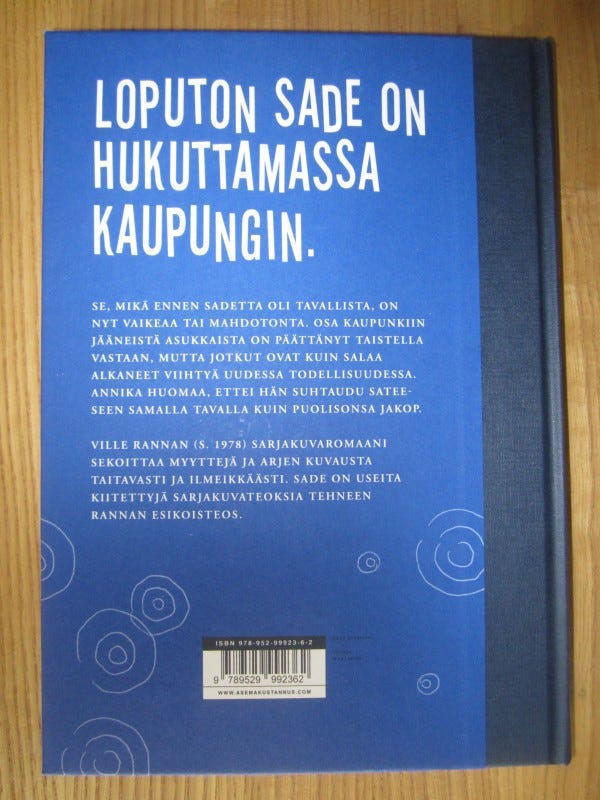 LOPUTON SADE ON
HUKUTTAMASSA
KAUPUNGIN.
SE, MIKÄ ENNEN SADETTA OLI TAVALLISTA, ON
NYT VAIKEAA TAI MAHDOTONTA. OSA KAUPUNKIIN
JÄÄNEISTÄ ASUKKAISTA ON PÄÄTTÄNYT TAISTELLA
VASTAAN, MUTTA JOTKUT OVAT KUIN SALAA
ALKANEET VIIHTYÄ UUDESSA TODELLISUUDESSA.
ANNIKA HUOMAA, ETTEI HÄN SUHTAUDU SATEE-
SEEN SAMALLA TAVALLA KUIN PUOLISONSA JAKOP.
VILLE RANNAN (S. 1978) SARJAKUVAROMAANI
SEKOITTAA MYYTTEJÄ JA ARJEN KUVAUSTA
TAITAVASTI JA ILMEIKKÄÄSTI. SADE ON USEITA
KIITETTYJÄ SARJAKUVATEOKSIA TEHNEEN
RANNAN ESIKOISTEOS.
ISBN 978-952-99923-6-2
9 789529 992362
WWW.ASEMAKUSTANNUS.COM